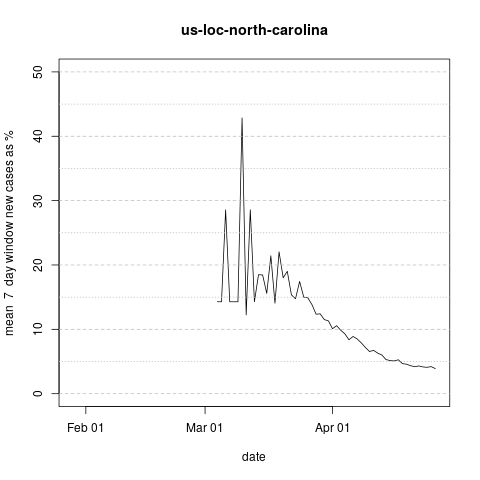 us-loc-north-carolina
mean 7 day window new cases as %
50
40
30
20
10
0
Feb 01
Mar 01
Apr 01
date